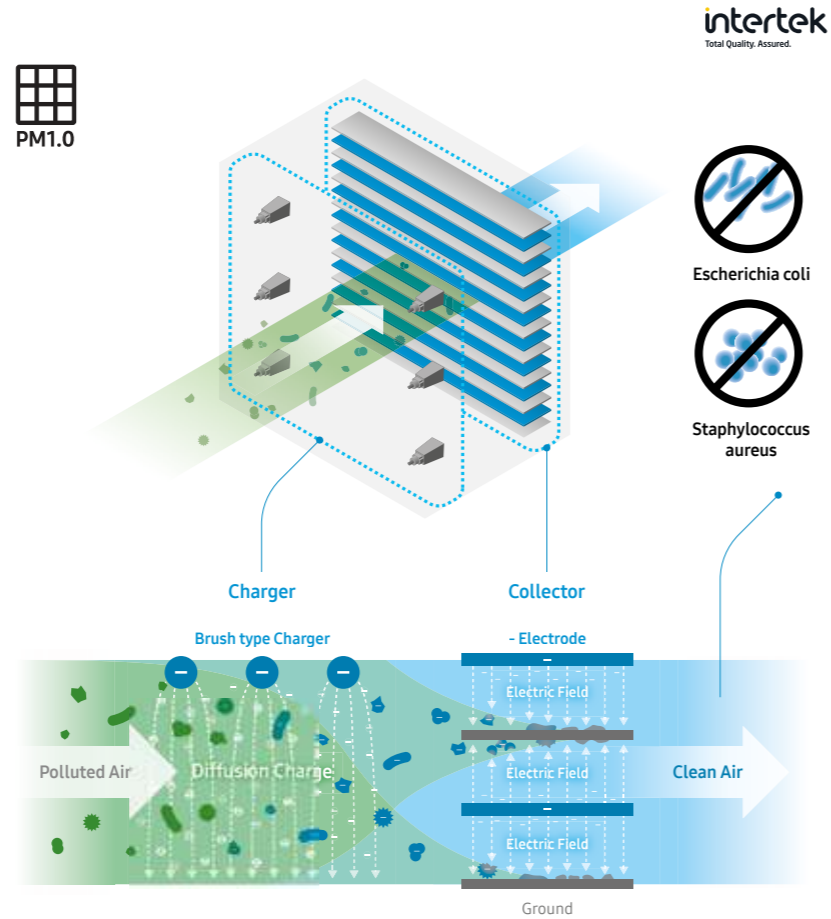 intertek
Total Quality. Assured.
PM1.0
Escherichia coli
Staphylococcus
aureus
Charger
Collector
Brush type Charger
- Electrode
Electric Field
Polluted Air
Diffusion Charge
Electric Field
Clean Air
Electric Field
Ground